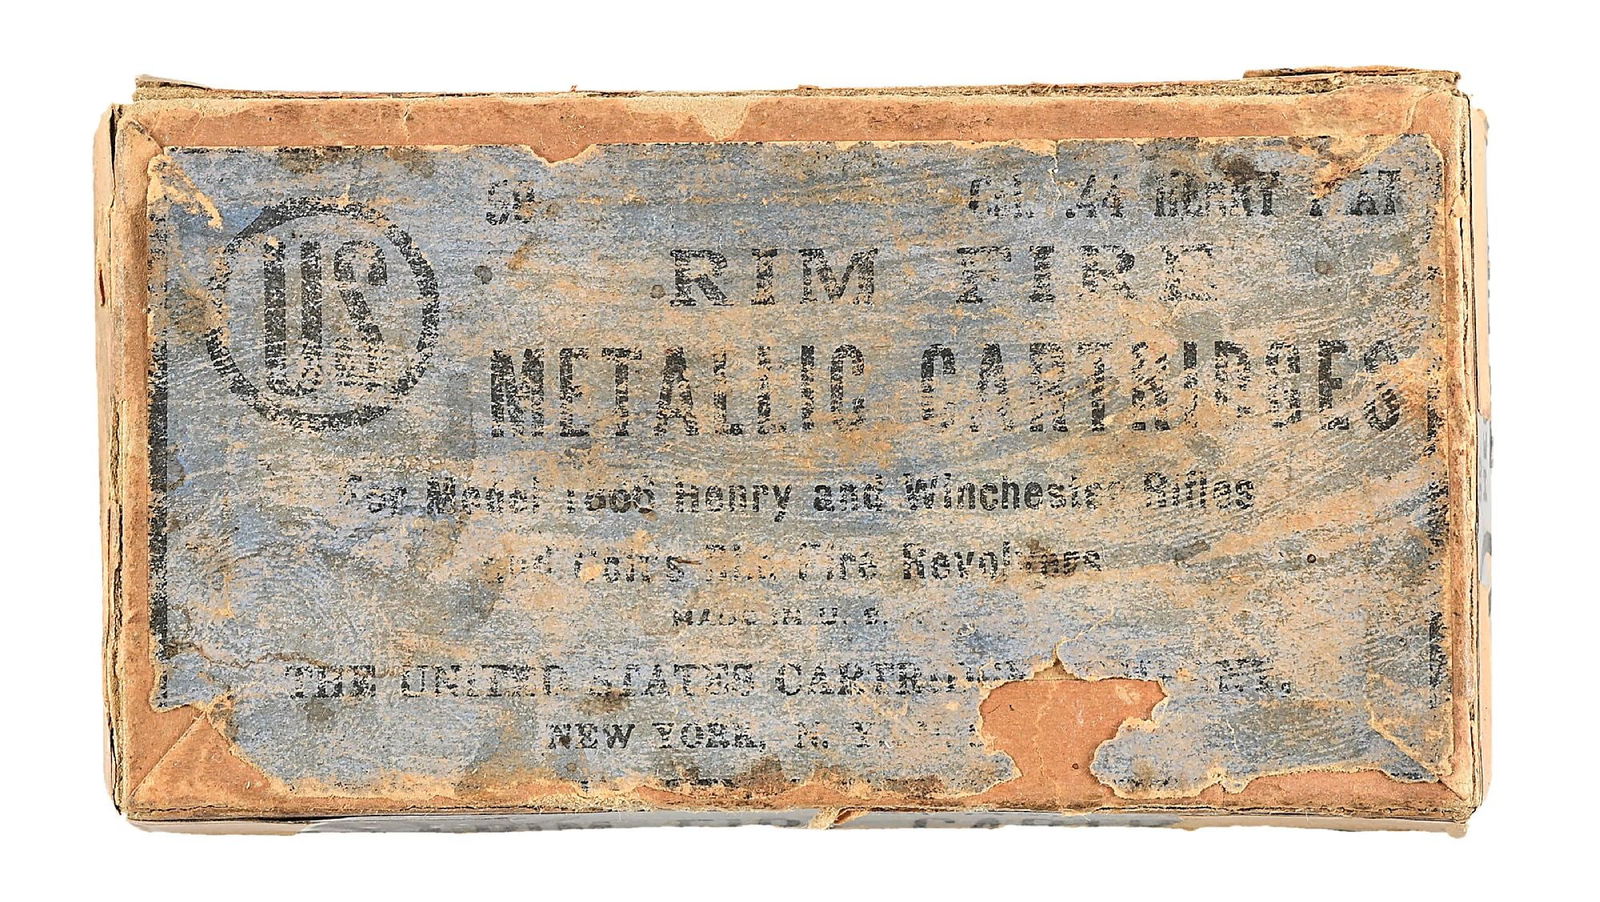 US
50 Cal. .44 HENRY FLAT
RIM FIRE
METALLIC CARTRIDGES
For Model 1866 Henry and Winchester Rifles
and Colt's Rim Fire Revolvers
MADE IN U. S.
THE UNITED STATES CARTRIDGE
NEW YORK, N. Y.